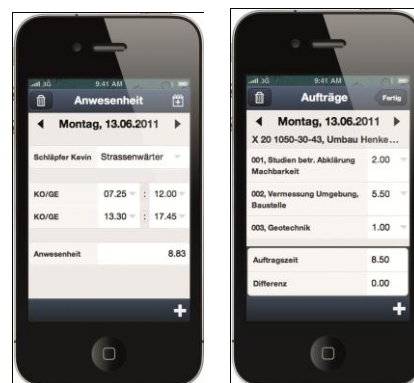 3G 9:41 AM
Anwesenheit
Montag, 13.06.2011
Schläpfer Kevin Strassenwärter
KO/GE 07.25 : 12.00
KO/GE 13.30 : 17.45
Anwesenheit 8.83
+
3G 9:41 AM
Aufträge Fertig
Montag, 13.06.2011
X 20 1050-30-43, Umbau Henke...
001, Studien betr. Abklärung 2.00
Machbarkeit
002, Vermessung Umgebung, 5.50
Baustelle
003, Geotechnik 1.00
Auftragszeit 8.50
Differenz 0.00
+